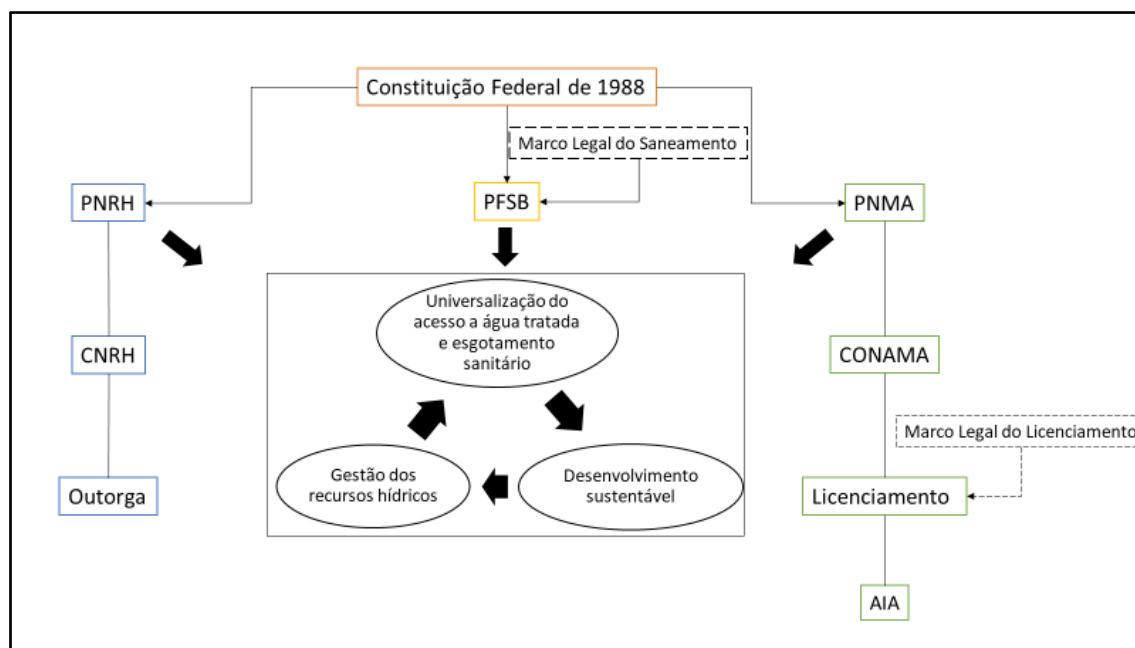 Constituição Federal de 1988
Marco Legal do Saneamento
PNRH
PFSB
PNMA
Universalização do
acesso a água tratada
e esgotamento
sanitário
CNRH
CONAMA
Marco Legal do Licenciamento
Gestão dos
recursos hídricos
Desenvolvimento
sustentável
Outorga
Licenciamento
AIA